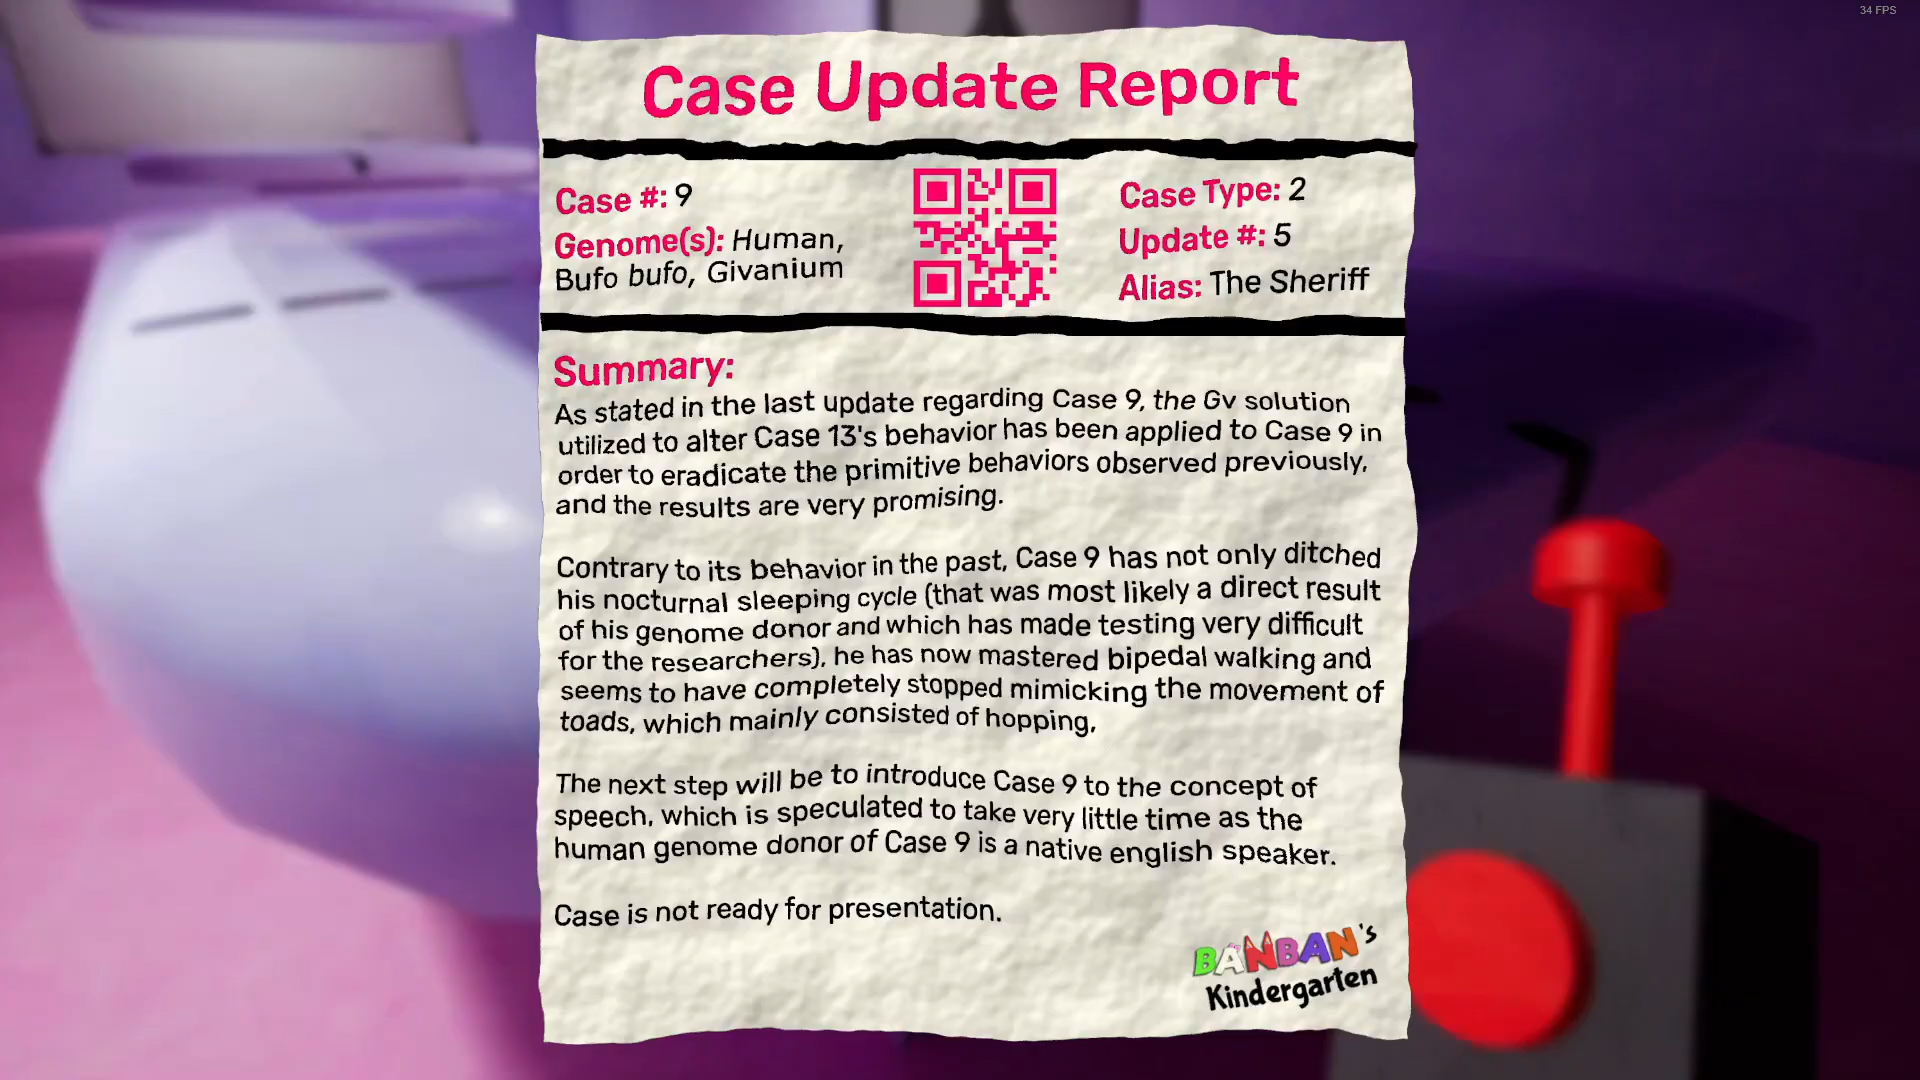 34 FPS
Case Update Report
Case #: 9
Genome(s): Human,
Bufo bufo, Givanium
Case Type: 2
Update #: 5
Alias: The Sheriff
Summary:
As stated in the last update regarding Case 9, the Gv solution
utilized to alter Case 13's behavior has been applied to Case 9 in
order to eradicate the primitive behaviors observed previously,
and the results are very promising.
Contrary to its behavior in the past, Case 9 has not only ditched
his nocturnal sleeping cycle (that was most likely a direct result
of his genome donor and which has made testing very difficult
for the researchers), he has now mastered bipedal walking and
seems to have completely stopped mimicking the movement of
toads, which mainly consisted of hopping,
The next step will be to introduce Case 9 to the concept of
speech, which is speculated to take very little time as the
human genome donor of Case 9 is a native english speaker.
Case is not ready for presentation.
BANBAN's
Kindergarten